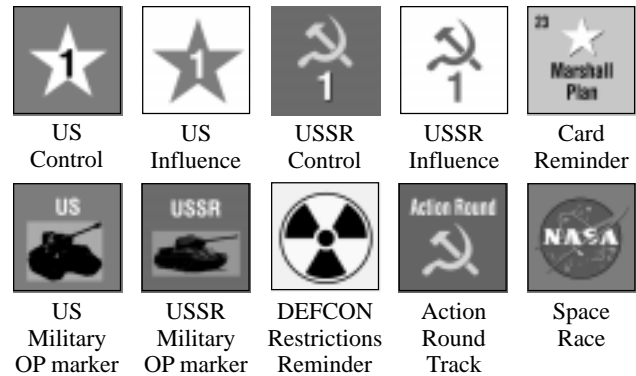 1
1
1
1
23
Marshall
Plan
US
Control
US
Influence
USSR
Control
USSR
Influence
Card
Reminder
US
USSR
Action Round
NASA
US
Military
OP marker
USSR
Military
OP marker
DEFCON
Restrictions
Reminder
Action
Round
Track
Space
Race